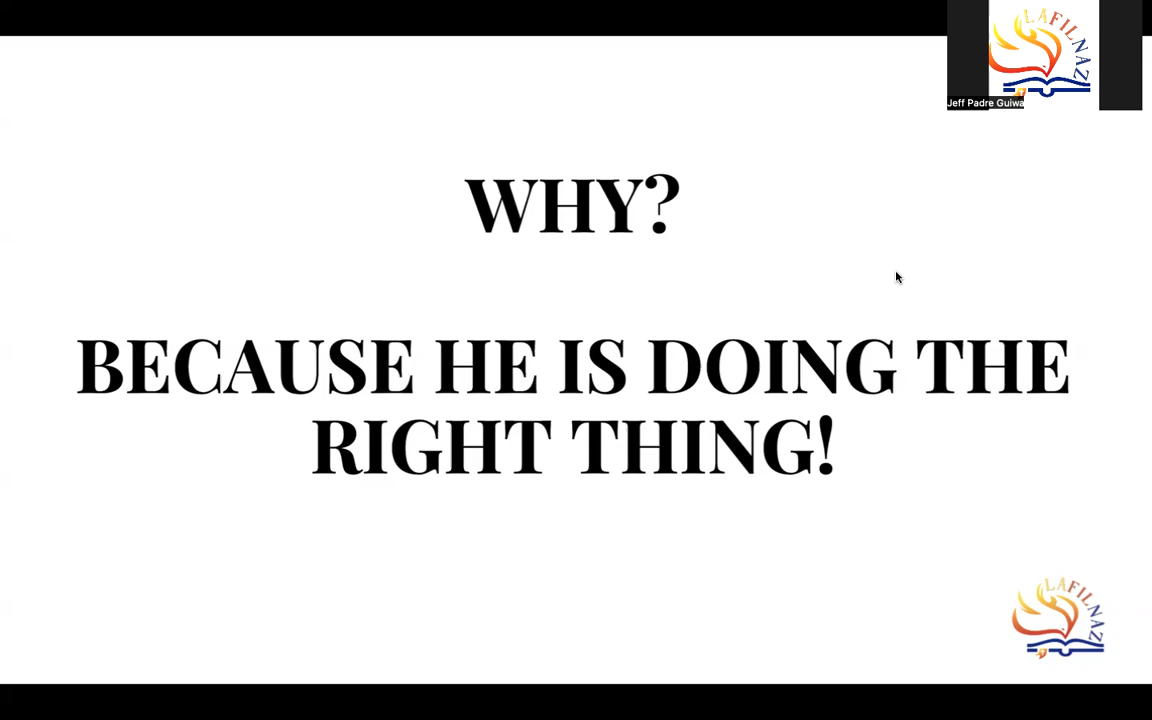 LAFILNAZ
Jeff Padre Guiwa
WHY?
BECAUSE HE IS DOING THE
RIGHT THING!
LAFILNAZ